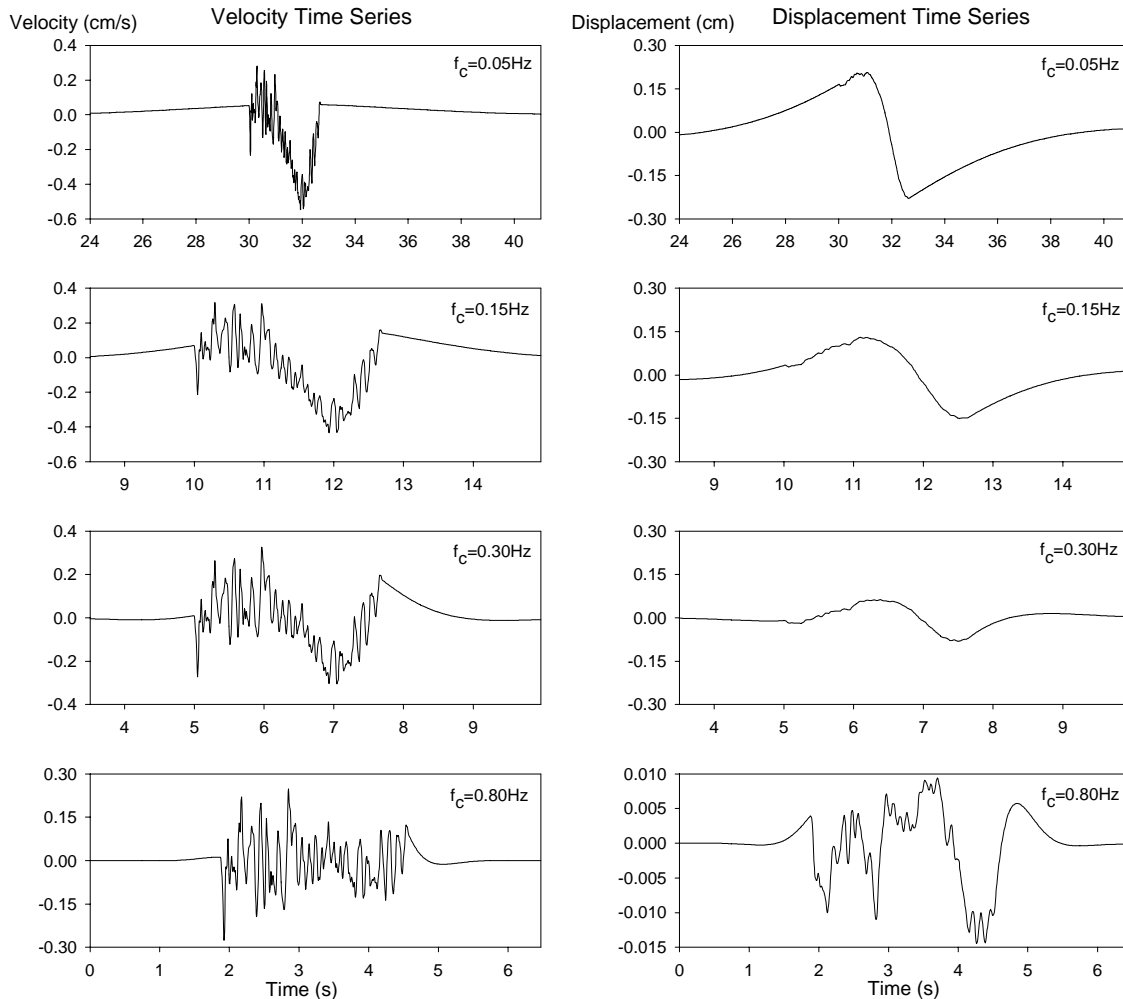 Velocity (cm/s) Velocity Time Series Displacement (cm) Displacement Time Series
0.4 0.2 0.0 -0.2 -0.4 -0.6
fc=0.05Hz
24 26 28 30 32 34 36 38 40
0.30 0.15 0.00 -0.15 -0.30
fc=0.05Hz
24 26 28 30 32 34 36 38 40
0.4 0.2 0.0 -0.2 -0.4 -0.6
fc=0.15Hz
9 10 11 12 13 14
0.30 0.15 0.00 -0.15 -0.30
fc=0.15Hz
9 10 11 12 13 14
0.4 0.2 0.0 -0.2 -0.4
fc=0.30Hz
4 5 6 7 8 9
0.30 0.15 0.00 -0.15 -0.30
fc=0.30Hz
4 5 6 7 8 9
0.30 0.15 0.00 -0.15 -0.30
fc=0.80Hz
0 1 2 3 4 5 6
Time (s)
0.010 0.005 0.000 -0.005 -0.010 -0.015
fc=0.80Hz
0 1 2 3 4 5 6
Time (s)